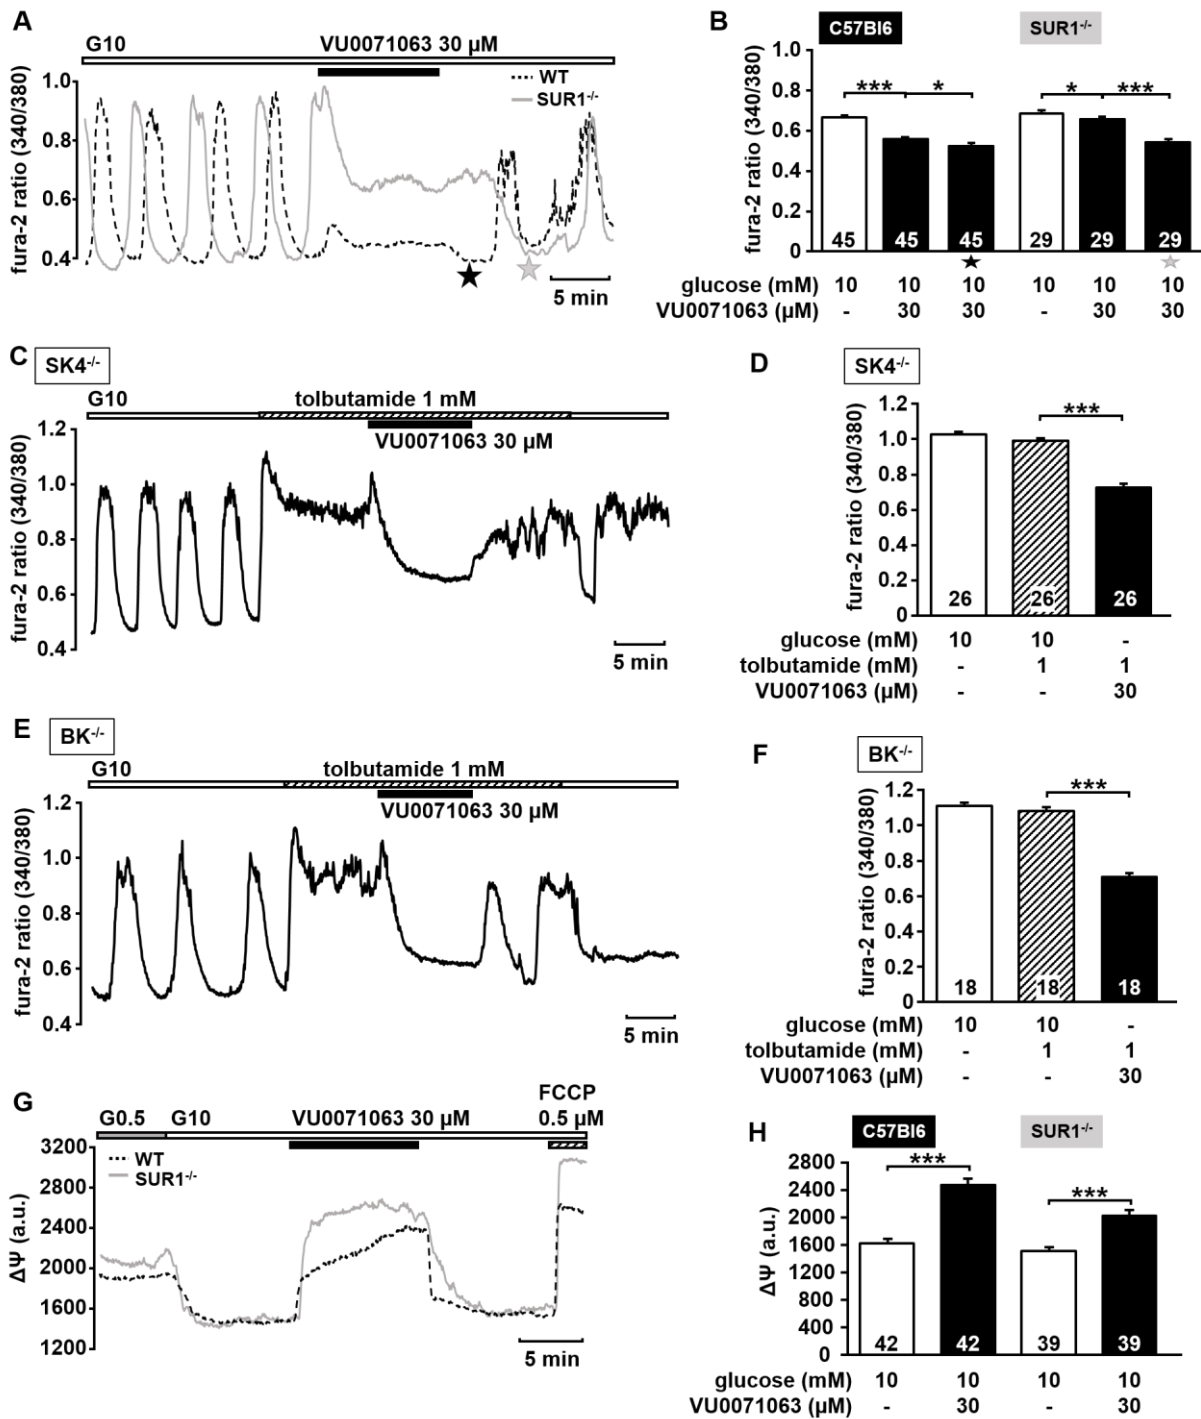 A
G10
VU0071063 30 µM
WT
SUR1-/-
fura-2 ratio (340/380)
1.0
0.8
0.6
0.4
5 min
B
C57Bl6
SUR1-/-
fura-2 ratio (340/380)
1.0
0.8
0.6
0.4
0.2
0
*** * * ***
45 45 45 29 29 29
glucose (mM) 10 10 10 10 10 10
VU0071063 (µM) - 30 30 - 30 30
C
SK4-/-
G10
tolbutamide 1 mM
VU0071063 30 µM
fura-2 ratio (340/380)
1.2
1.0
0.8
0.6
0.4
5 min
D
SK4-/-
fura-2 ratio (340/380)
1.2
1.0
0.8
0.6
0.4
0.2
0
***
26 26 26
glucose (mM) 10 10 -
tolbutamide (mM) - 1 1
VU0071063 (µM) - - 30
E
BK-/-
G10
tolbutamide 1 mM
VU0071063 30 µM
fura-2 ratio (340/380)
1.2
1.0
0.8
0.6
0.4
5 min
F
BK-/-
fura-2 ratio (340/380)
1.2
1.0
0.8
0.6
0.4
0.2
0
***
18 18 18
glucose (mM) 10 10 -
tolbutamide (mM) - 1 1
VU0071063 (µM) - - 30
G
G0.5
G10
VU0071063 30 µM
FCCP
0.5 µM
WT
SUR1-/-
ΔΨ (a.u.)
3200
2800
2400
2000
1600
1200
5 min
H
C57Bl6
SUR1-/-
ΔΨ (a.u.)
2800
2400
2000
1600
1200
800
400
0
*** ***
42 42 39 39
glucose (mM) 10 10 10 10
VU0071063 (µM) - 30 - 30